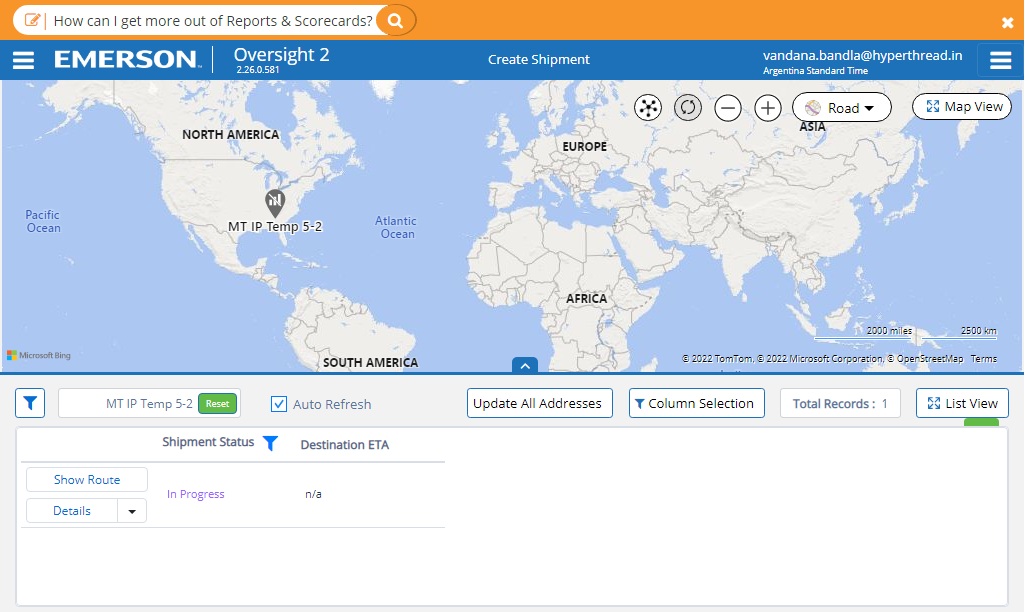 How can I get more out of Reports & Scorecards?
EMERSON
Oversight 2
2.26.0.581
Create Shipment
vandana.bandla@hyperthread.in
Argentina Standard Time
Road
Map View
NORTH AMERICA
EUROPE
ASIA
Pacific
Ocean
MT IP Temp 5-2
Atlantic
Ocean
AFRICA
SOUTH AMERICA
2000 miles
2500 km
Microsoft Bing
© 2022 TomTom, © 2022 Microsoft Corporation, © OpenStreetMap Terms
MT IP Temp 5-2
Reset
Auto Refresh
Update All Addresses
Column Selection
Total Records : 1
List View
Shipment Status
Destination ETA
Show Route
Details
In Progress
n/a